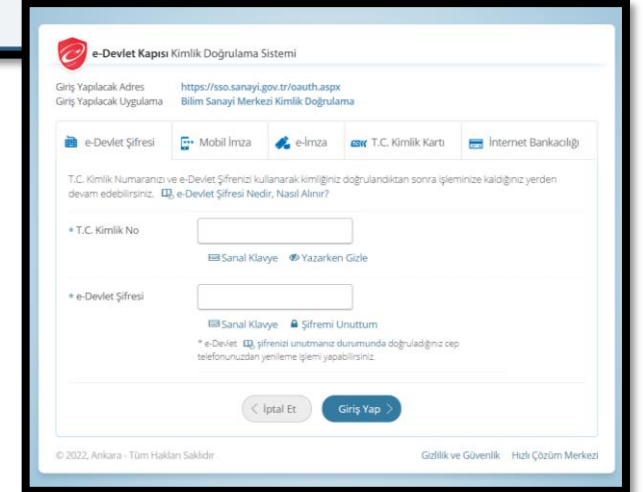 e-Devlet Kapısı Kimlik Doğrulama Sistemi
Giriş Yapılacak Adres https://sso.sanayi.gov.tr/oauth.aspx
Giriş Yapılacak Uygulama Bilim Sanayi Merkezi Kimlik Doğrulama
e-Devlet Şifresi Mobil İmza e-İmza T.C. Kimlik Kartı İnternet Bankacılığı
T.C. Kimlik Numaranızı ve e-Devlet Şifrenizi kullanarak kimliğiniz doğrulandıktan sonra işleminize kaldığınız yerden
devam edebilirsiniz. e-Devlet Şifresi Nedir, Nasıl Alınır?
* T.C. Kimlik No
Sanal Klavye Yazarken Gizle
* e-Devlet Şifresi
Sanal Klavye Şifremi Unuttum
* e-Devlet şifrenizi unutmanız durumunda doğruladığınız cep
telefonunuzdan yenileme işlemi yapabilirsiniz.
İptal Et Giriş Yap
© 2022, Ankara - Tüm Hakları Saklıdır Gizlilik ve Güvenlik Hızlı Çözüm Merkezi